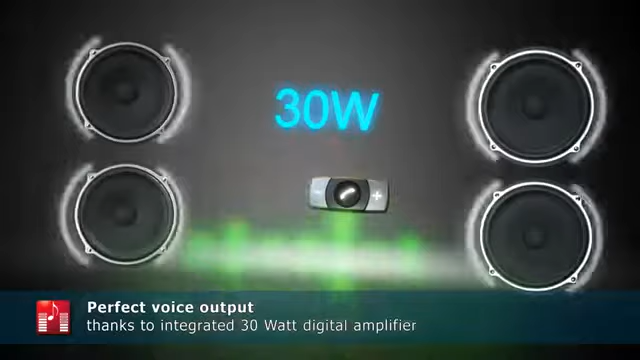 30W
- +
Perfect voice output
thanks to integrated 30 Watt digital amplifier